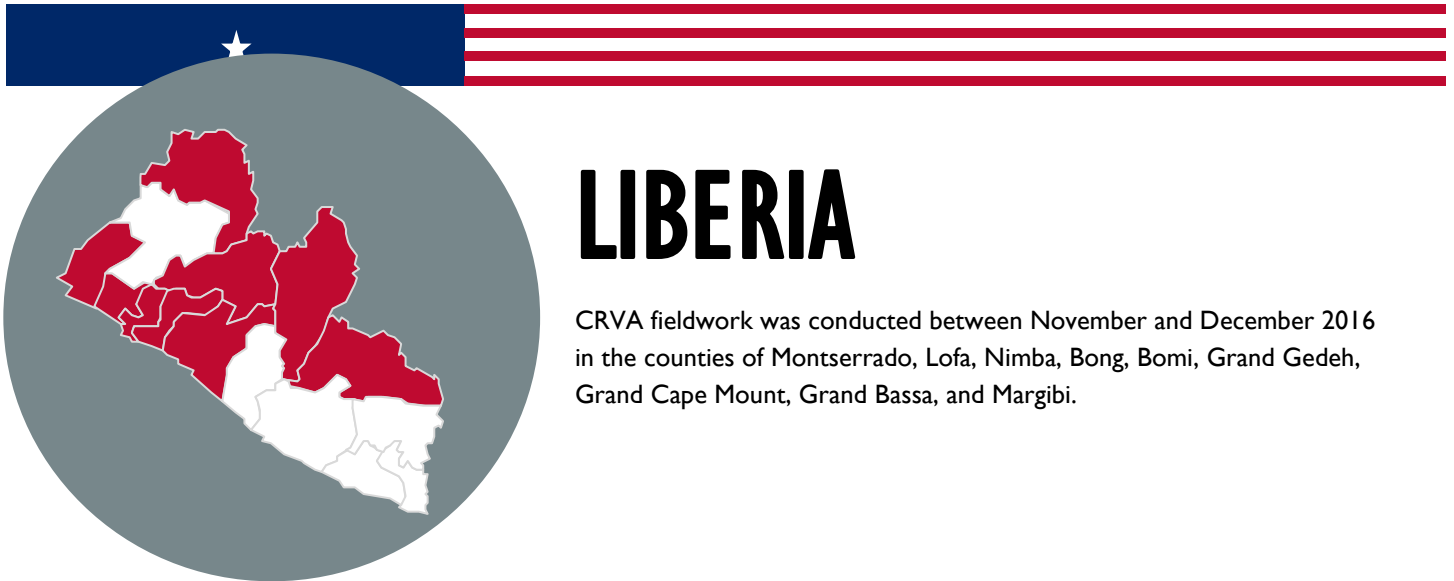 LIBERIA
CRVA fieldwork was conducted between November and December 2016
in the counties of Montserrado, Lofa, Nimba, Bong, Bomi, Grand Gedeh,
Grand Cape Mount, Grand Bassa, and Margibi.